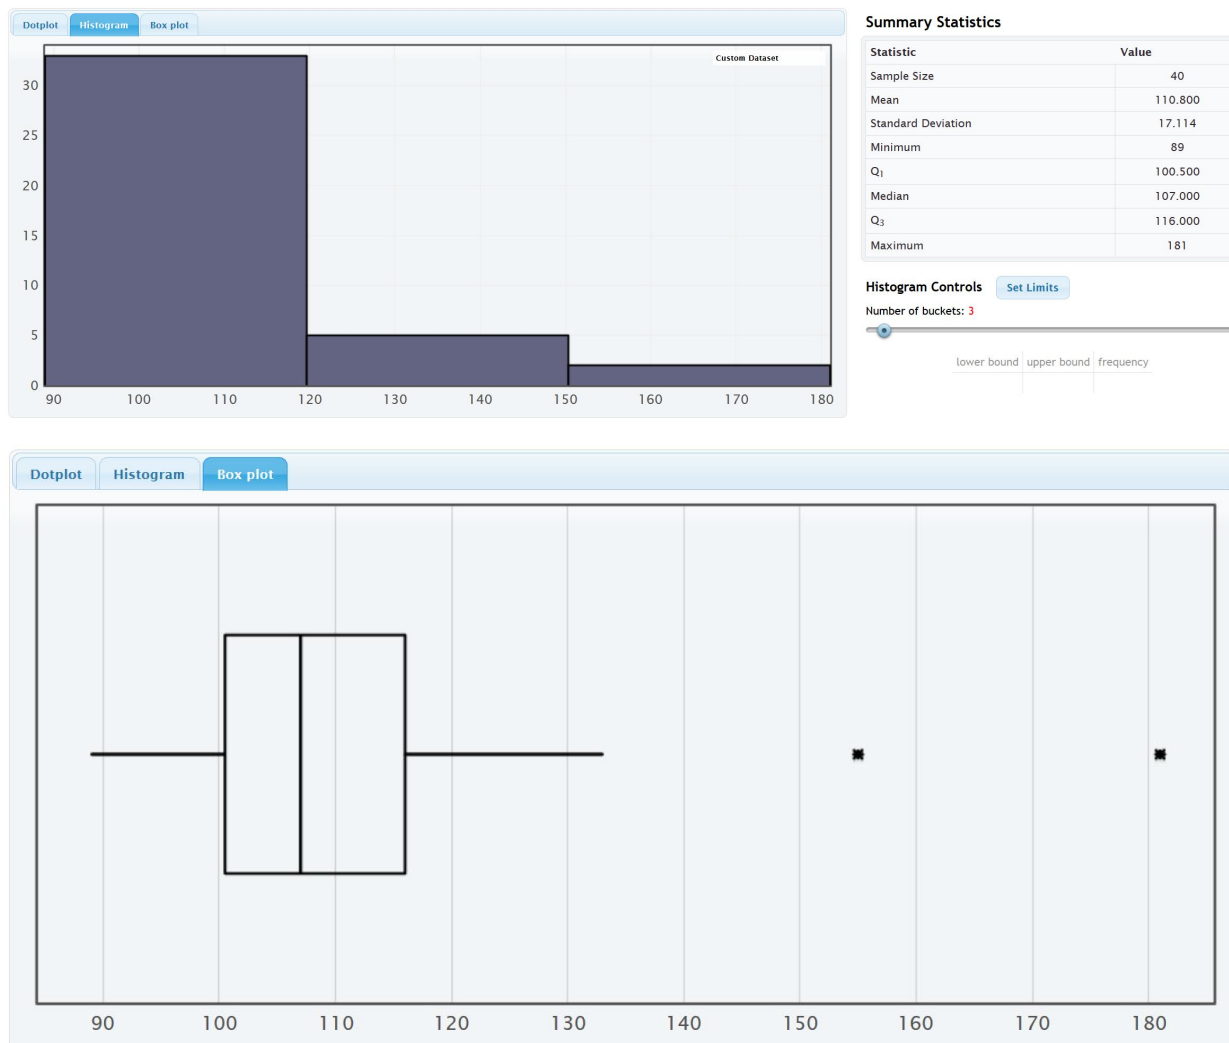 Dotplot Histogram Box plot
Custom Dataset
30
25
20
15
10
5
0
90 100 110 120 130 140 150 160 170 180
Summary Statistics
Statistic Value
Sample Size 40
Mean 110.800
Standard Deviation 17.114
Minimum 89
Q1 100.500
Median 107.000
Q3 116.000
Maximum 181
Histogram Controls Set Limits
Number of buckets: 3
lower bound upper bound frequency
Dotplot Histogram Box plot
90 100 110 120 130 140 150 160 170 180